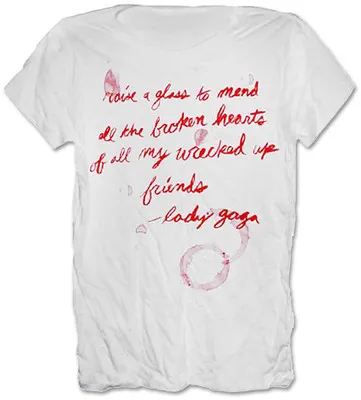 raise a glass to mend
all the broken hearts
of all my wrecked up
friends
-lady gaga